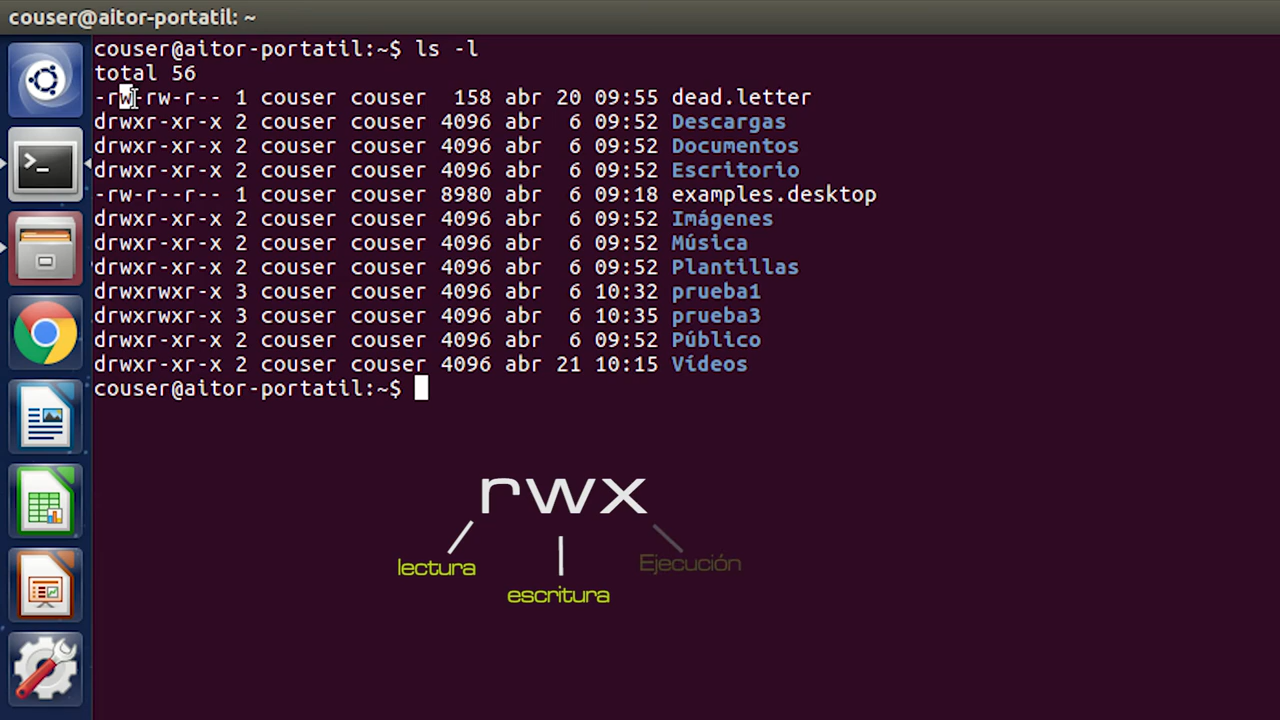 couser@aitor-portatil: ~
couser@aitor-portatil:~$ ls -l
total 56
-rw-rw-r-- 1 couser couser  158 abr 20 09:55 dead.letter
drwxr-xr-x 2 couser couser 4096 abr  6 09:52 Descargas
drwxr-xr-x 2 couser couser 4096 abr  6 09:52 Documentos
drwxr-xr-x 2 couser couser 4096 abr  6 09:52 Escritorio
-rw-r--r-- 1 couser couser 8980 abr  6 09:18 examples.desktop
drwxr-xr-x 2 couser couser 4096 abr  6 09:52 Imágenes
drwxr-xr-x 2 couser couser 4096 abr  6 09:52 Música
drwxr-xr-x 2 couser couser 4096 abr  6 09:52 Plantillas
drwxrwxr-x 3 couser couser 4096 abr  6 10:32 prueba1
drwxrwxr-x 3 couser couser 4096 abr  6 10:35 prueba3
drwxr-xr-x 2 couser couser 4096 abr  6 09:52 Público
drwxr-xr-x 2 couser couser 4096 abr 21 10:15 Vídeos
couser@aitor-portatil:~$
rwx
lectura
escritura
Ejecución